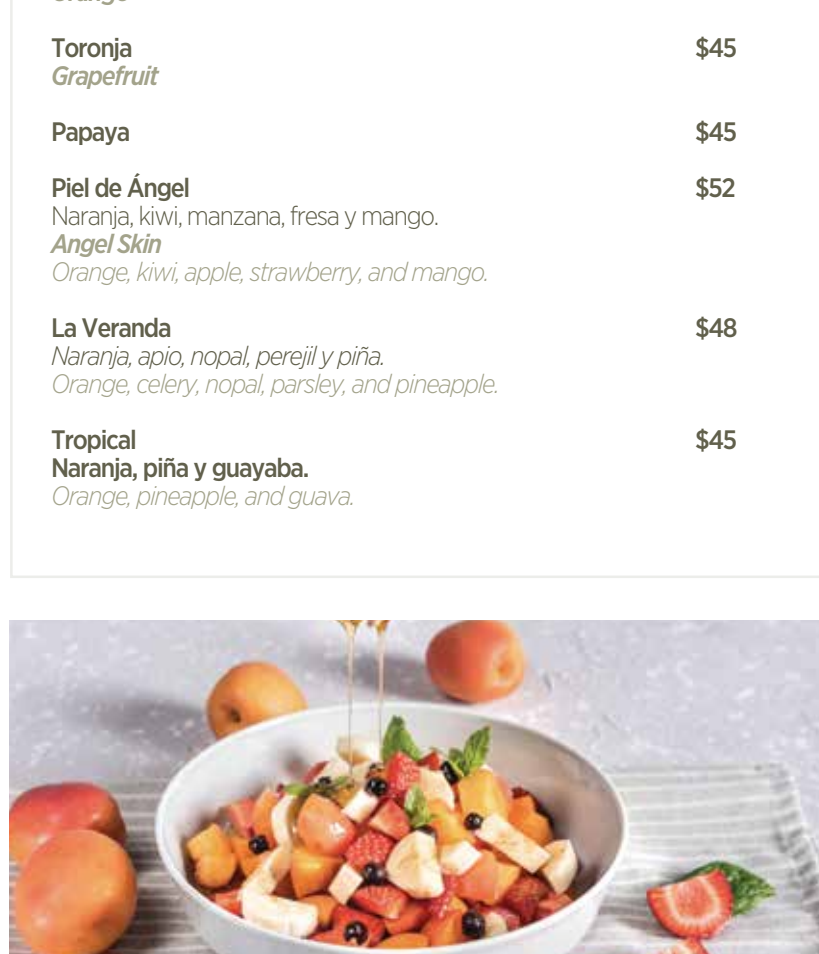 Toronja $45
Grapefruit
Papaya $45
Piel de Ángel $52
Naranja, kiwi, manzana, fresa y mango.
Angel Skin
Orange, kiwi, apple, strawberry, and mango.
La Veranda $48
Naranja, apio, nopal, perejil y piña.
Orange, celery, nopal, parsley, and pineapple.
Tropical $45
Naranja, piña y guayaba.
Orange, pineapple, and guava.